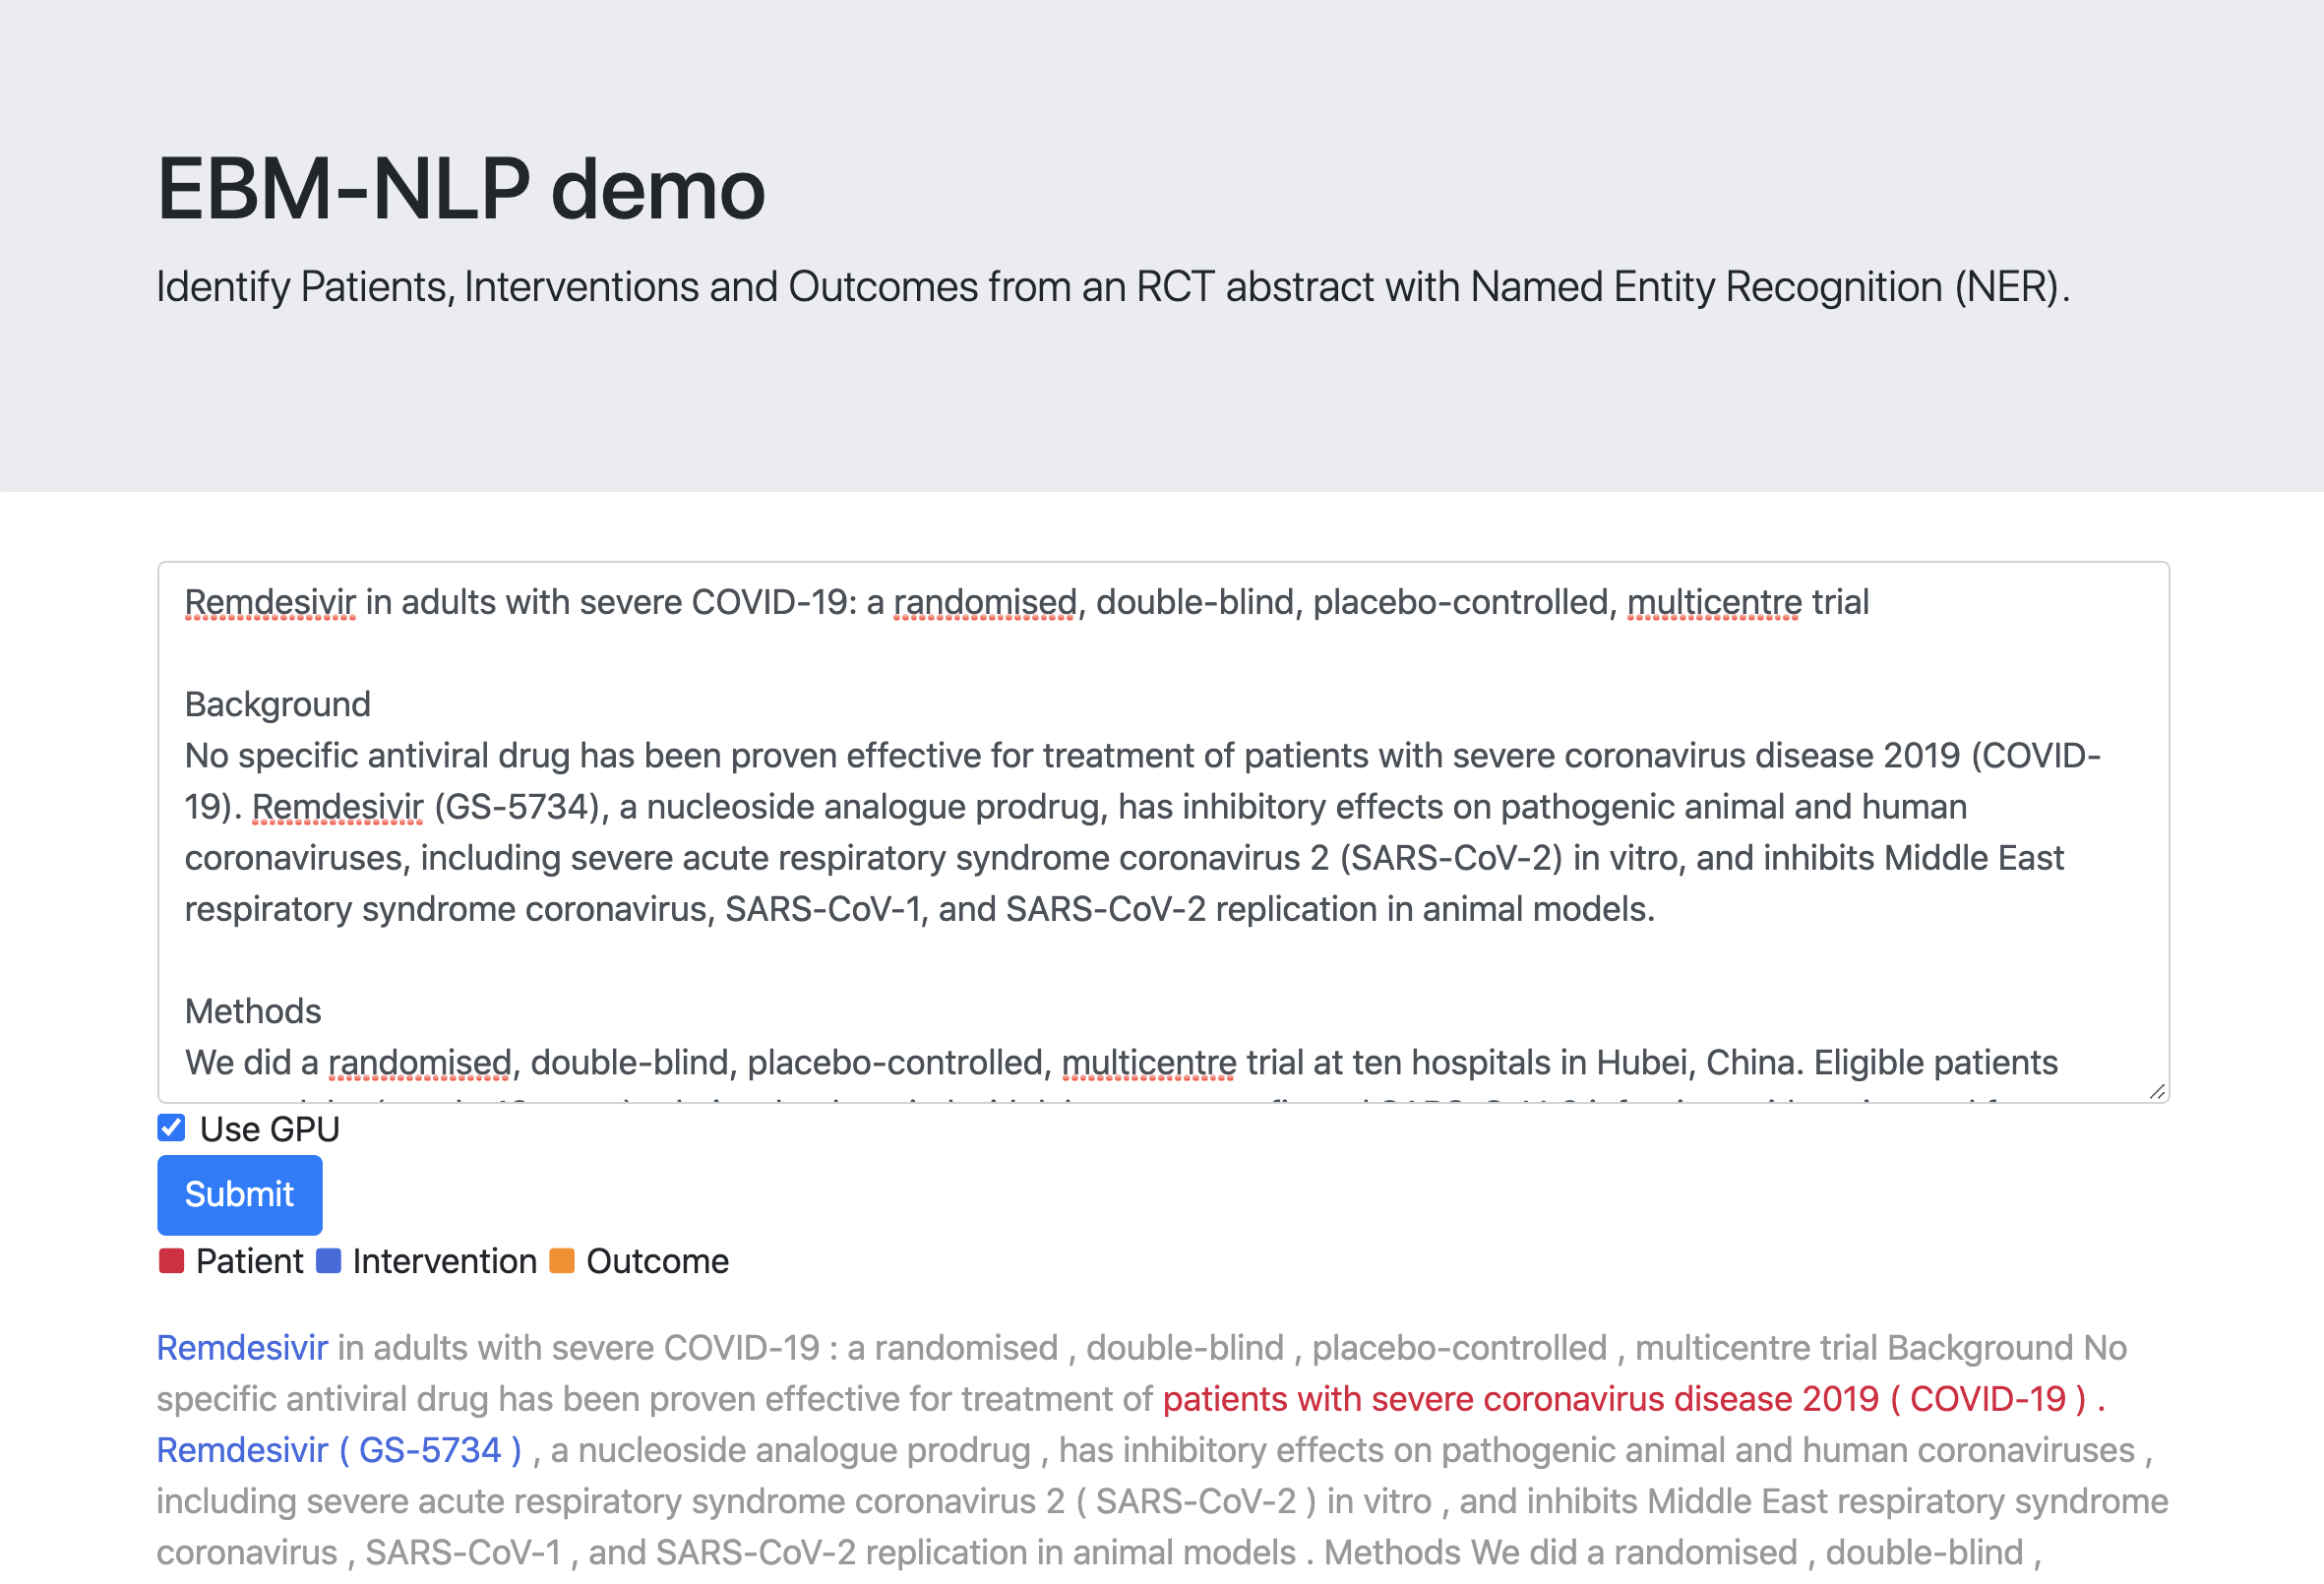 EBM-NLP demo
Identify Patients, Interventions and Outcomes from an RCT abstract with Named Entity Recognition (NER).
Remdesivir in adults with severe COVID-19: a randomised, double-blind, placebo-controlled, multicentre trial
Background
No specific antiviral drug has been proven effective for treatment of patients with severe coronavirus disease 2019 (COVID-
19). Remdesivir (GS-5734), a nucleoside analogue prodrug, has inhibitory effects on pathogenic animal and human
coronaviruses, including severe acute respiratory syndrome coronavirus 2 (SARS-CoV-2) in vitro, and inhibits Middle East
respiratory syndrome coronavirus, SARS-CoV-1, and SARS-CoV-2 replication in animal models.
Methods
We did a randomised, double-blind, placebo-controlled, multicentre trial at ten hospitals in Hubei, China. Eligible patients
Use GPU
Submit
Patient Intervention Outcome
Remdesivir in adults with severe COVID-19 : a randomised , double-blind , placebo-controlled , multicentre trial Background No
specific antiviral drug has been proven effective for treatment of patients with severe coronavirus disease 2019 ( COVID-19 ) .
Remdesivir ( GS-5734 ) , a nucleoside analogue prodrug , has inhibitory effects on pathogenic animal and human coronaviruses ,
including severe acute respiratory syndrome coronavirus 2 ( SARS-CoV-2 ) in vitro , and inhibits Middle East respiratory syndrome
coronavirus , SARS-CoV-1 , and SARS-CoV-2 replication in animal models . Methods We did a randomised , double-blind ,